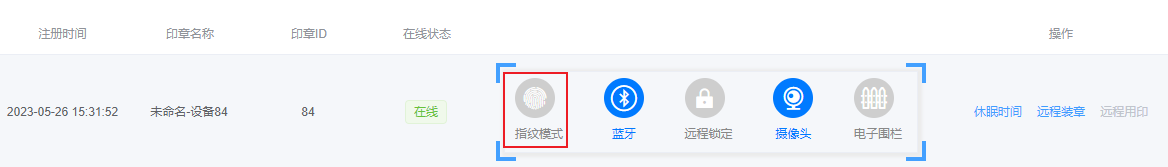 注册时间 印章名称 印章ID 在线状态 操作
2023-05-26 15:31:52 未命名-设备84 84 在线 指纹模式 蓝牙 远程锁定 摄像头 电子围栏 休眠时间 远程装章 远程用印